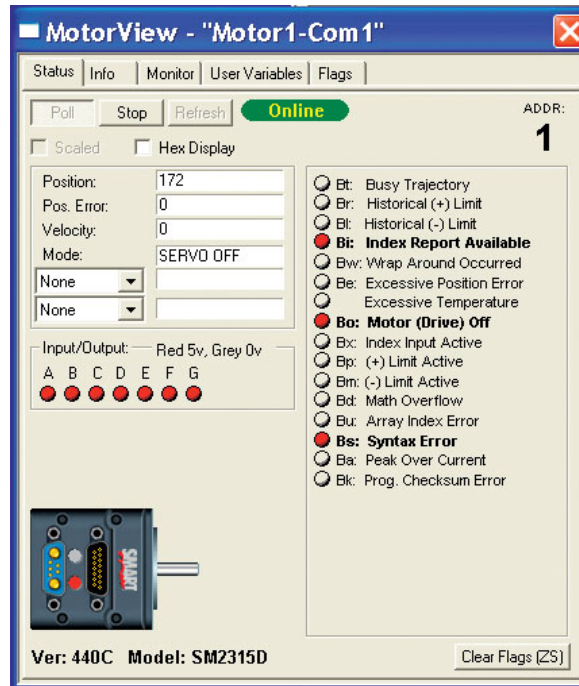 MotorView - "Motor1-Com1"
Status Info Monitor User Variables Flags
Poll Stop Refresh Online
ADDR:
1
Scaled Hex Display
Position: 172
Pos. Error: 0
Velocity: 0
Mode: SERVO OFF
None
None
Input/Output: Red 5v, Grey 0v
A B C D E F G
Bt: Busy Trajectory
Br: Historical (+) Limit
Bl: Historical (-) Limit
Bi: Index Report Available
Bw: Wrap Around Occurred
Be: Excessive Position Error
Excessive Temperature
Bo: Motor (Drive) Off
Bx: Index Input Active
Bp: (+) Limit Active
Bm: (-) Limit Active
Bd: Math Overflow
Bu: Array Index Error
Bs: Syntax Error
Ba: Peak Over Current
Bk: Prog. Checksum Error
SMART
Ver: 440C Model: SM2315D
Clear Flags (ZS)